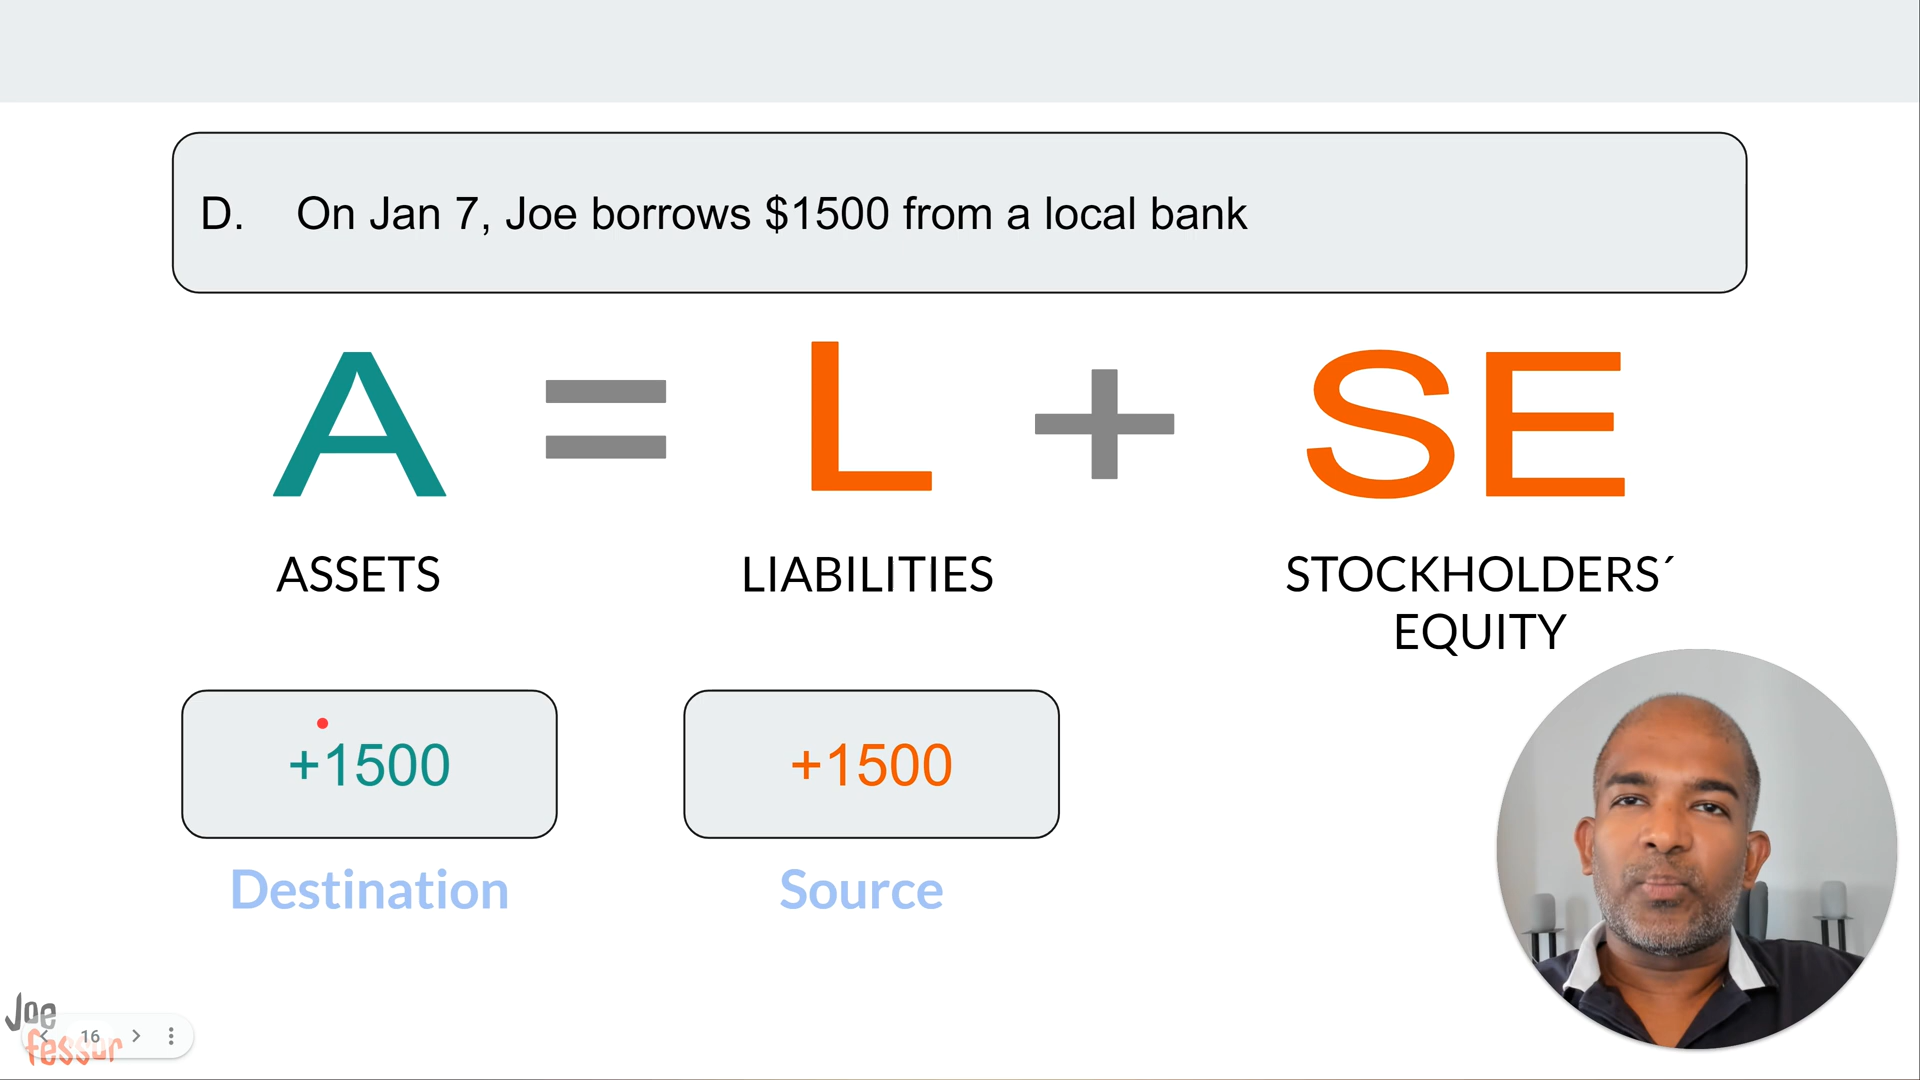 D. On Jan 7, Joe borrows $1500 from a local bank
A = L + SE
ASSETS
LIABILITIES
STOCKHOLDERS´
EQUITY
+1500
+1500
Destination
Source
Joe
fessur
16